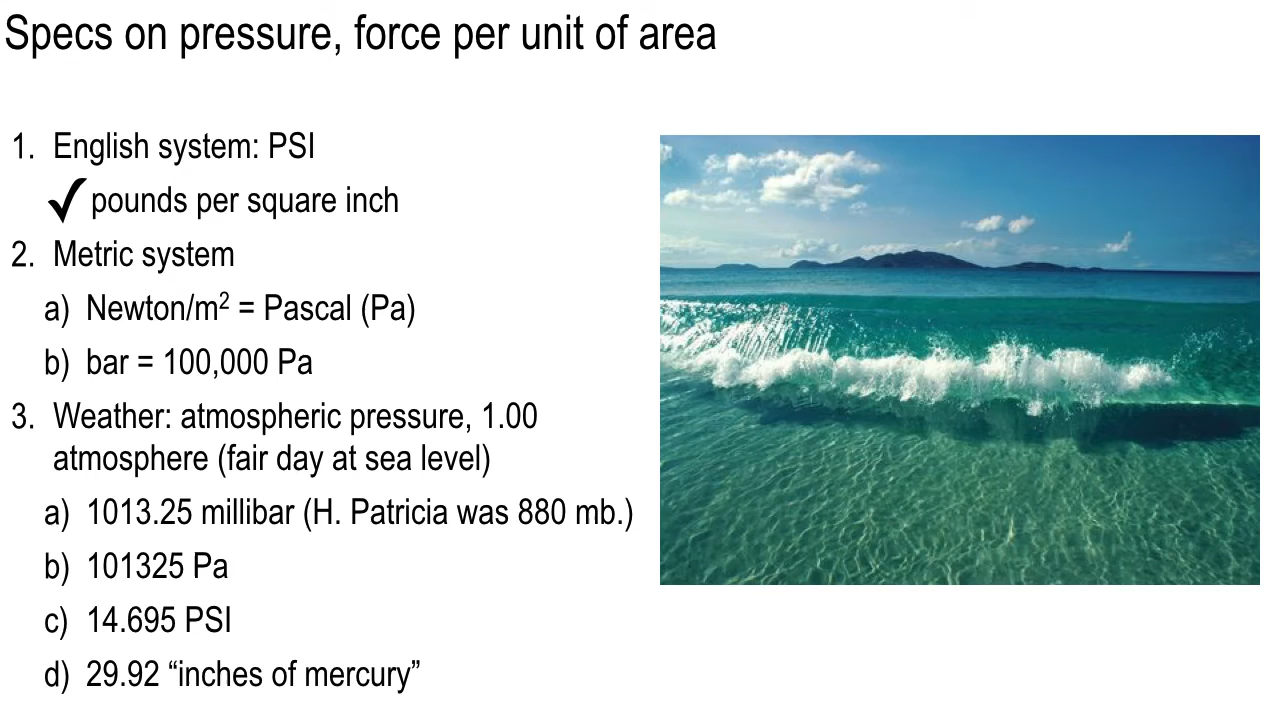 Specs on pressure, force per unit of area
1. English system: PSI
✓ pounds per square inch
2. Metric system
a) Newton/m² = Pascal (Pa)
b) bar = 100,000 Pa
3. Weather: atmospheric pressure, 1.00
atmosphere (fair day at sea level)
a) 1013.25 millibar (H. Patricia was 880 mb.)
b) 101325 Pa
c) 14.695 PSI
d) 29.92 “inches of mercury”